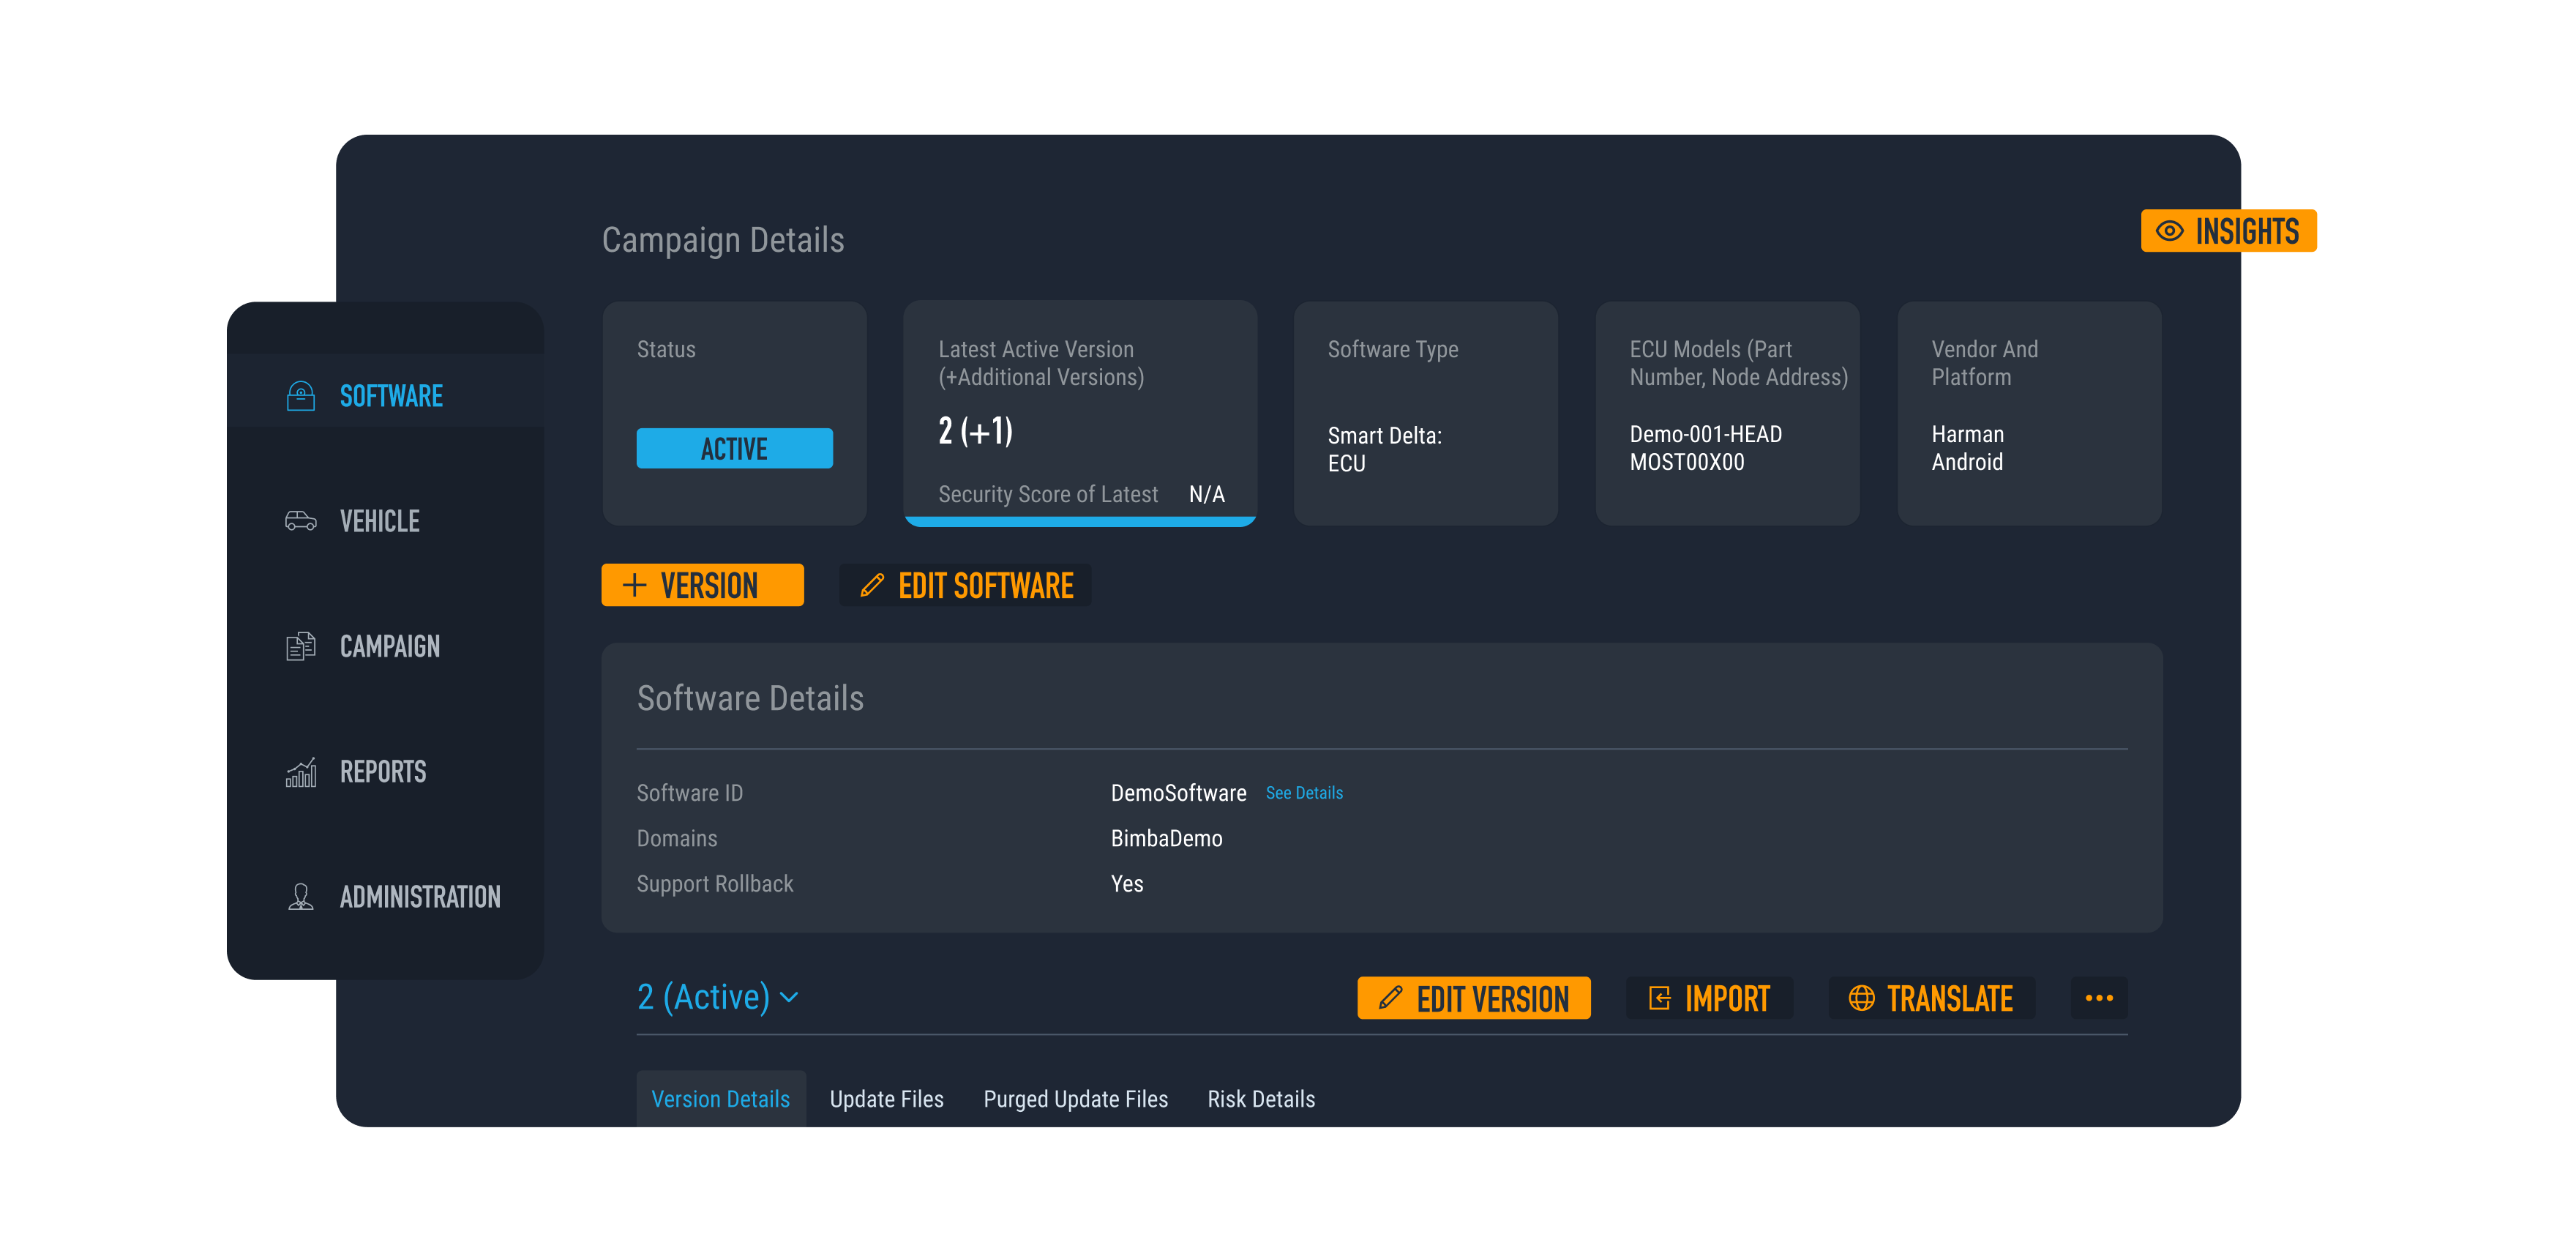 Campaign Details
INSIGHTS
SOFTWARE
VEHICLE
CAMPAIGN
REPORTS
ADMINISTRATION
Status
ACTIVE
Latest Active Version
(+Additional Versions)
2 (+1)
Security Score of Latest N/A
Software Type
Smart Delta:
ECU
ECU Models (Part
Number, Node Address)
Demo-001-HEAD
MOST00X00
Vendor And
Platform
Harman
Android
+ VERSION
EDIT SOFTWARE
Software Details
Software ID DemoSoftware See Details
Domains BimbaDemo
Support Rollback Yes
2 (Active)
EDIT VERSION
IMPORT
TRANSLATE
...
Version Details Update Files Purged Update Files Risk Details